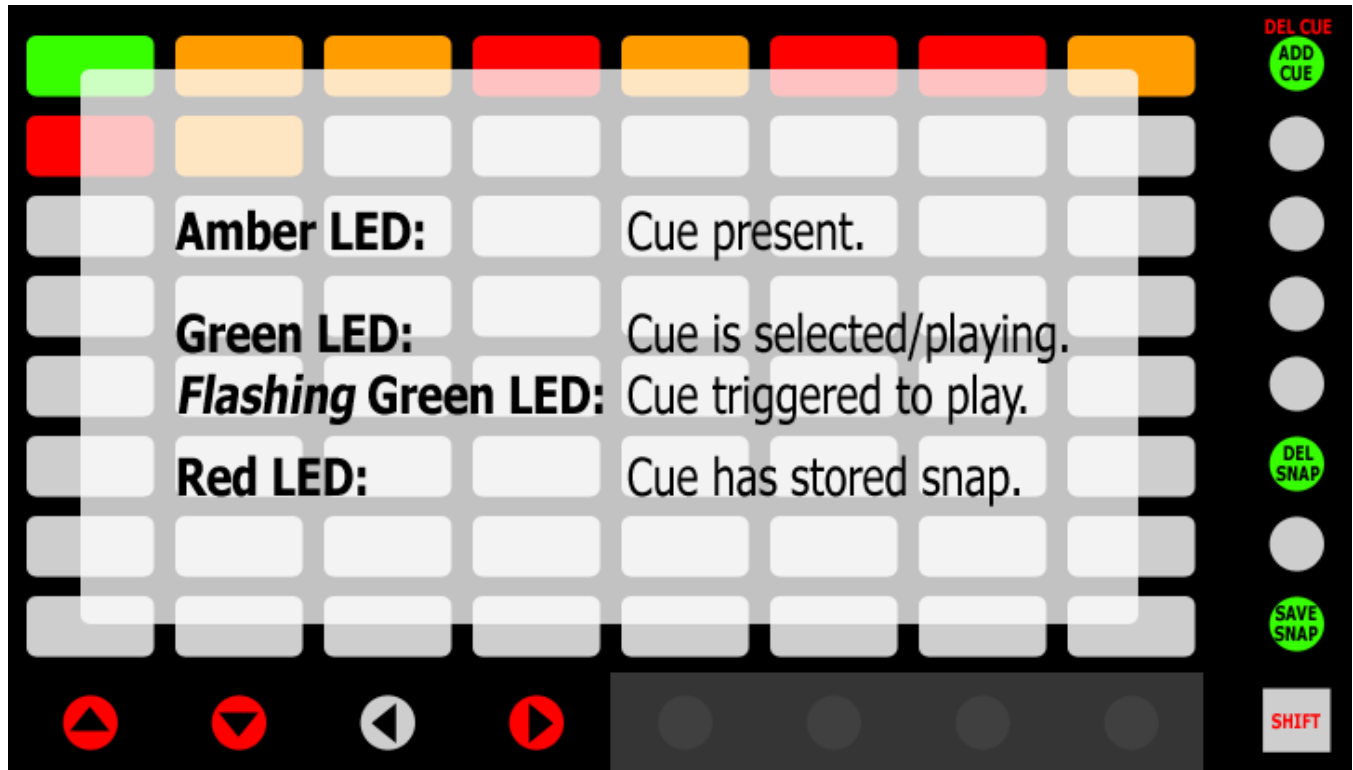 DEL CUE
ADD
CUE
Amber LED: Cue present.
Green LED: Cue is selected/playing.
Flashing Green LED: Cue triggered to play.
DEL
SNAP
Red LED: Cue has stored snap.
SAVE
SNAP
SHIFT